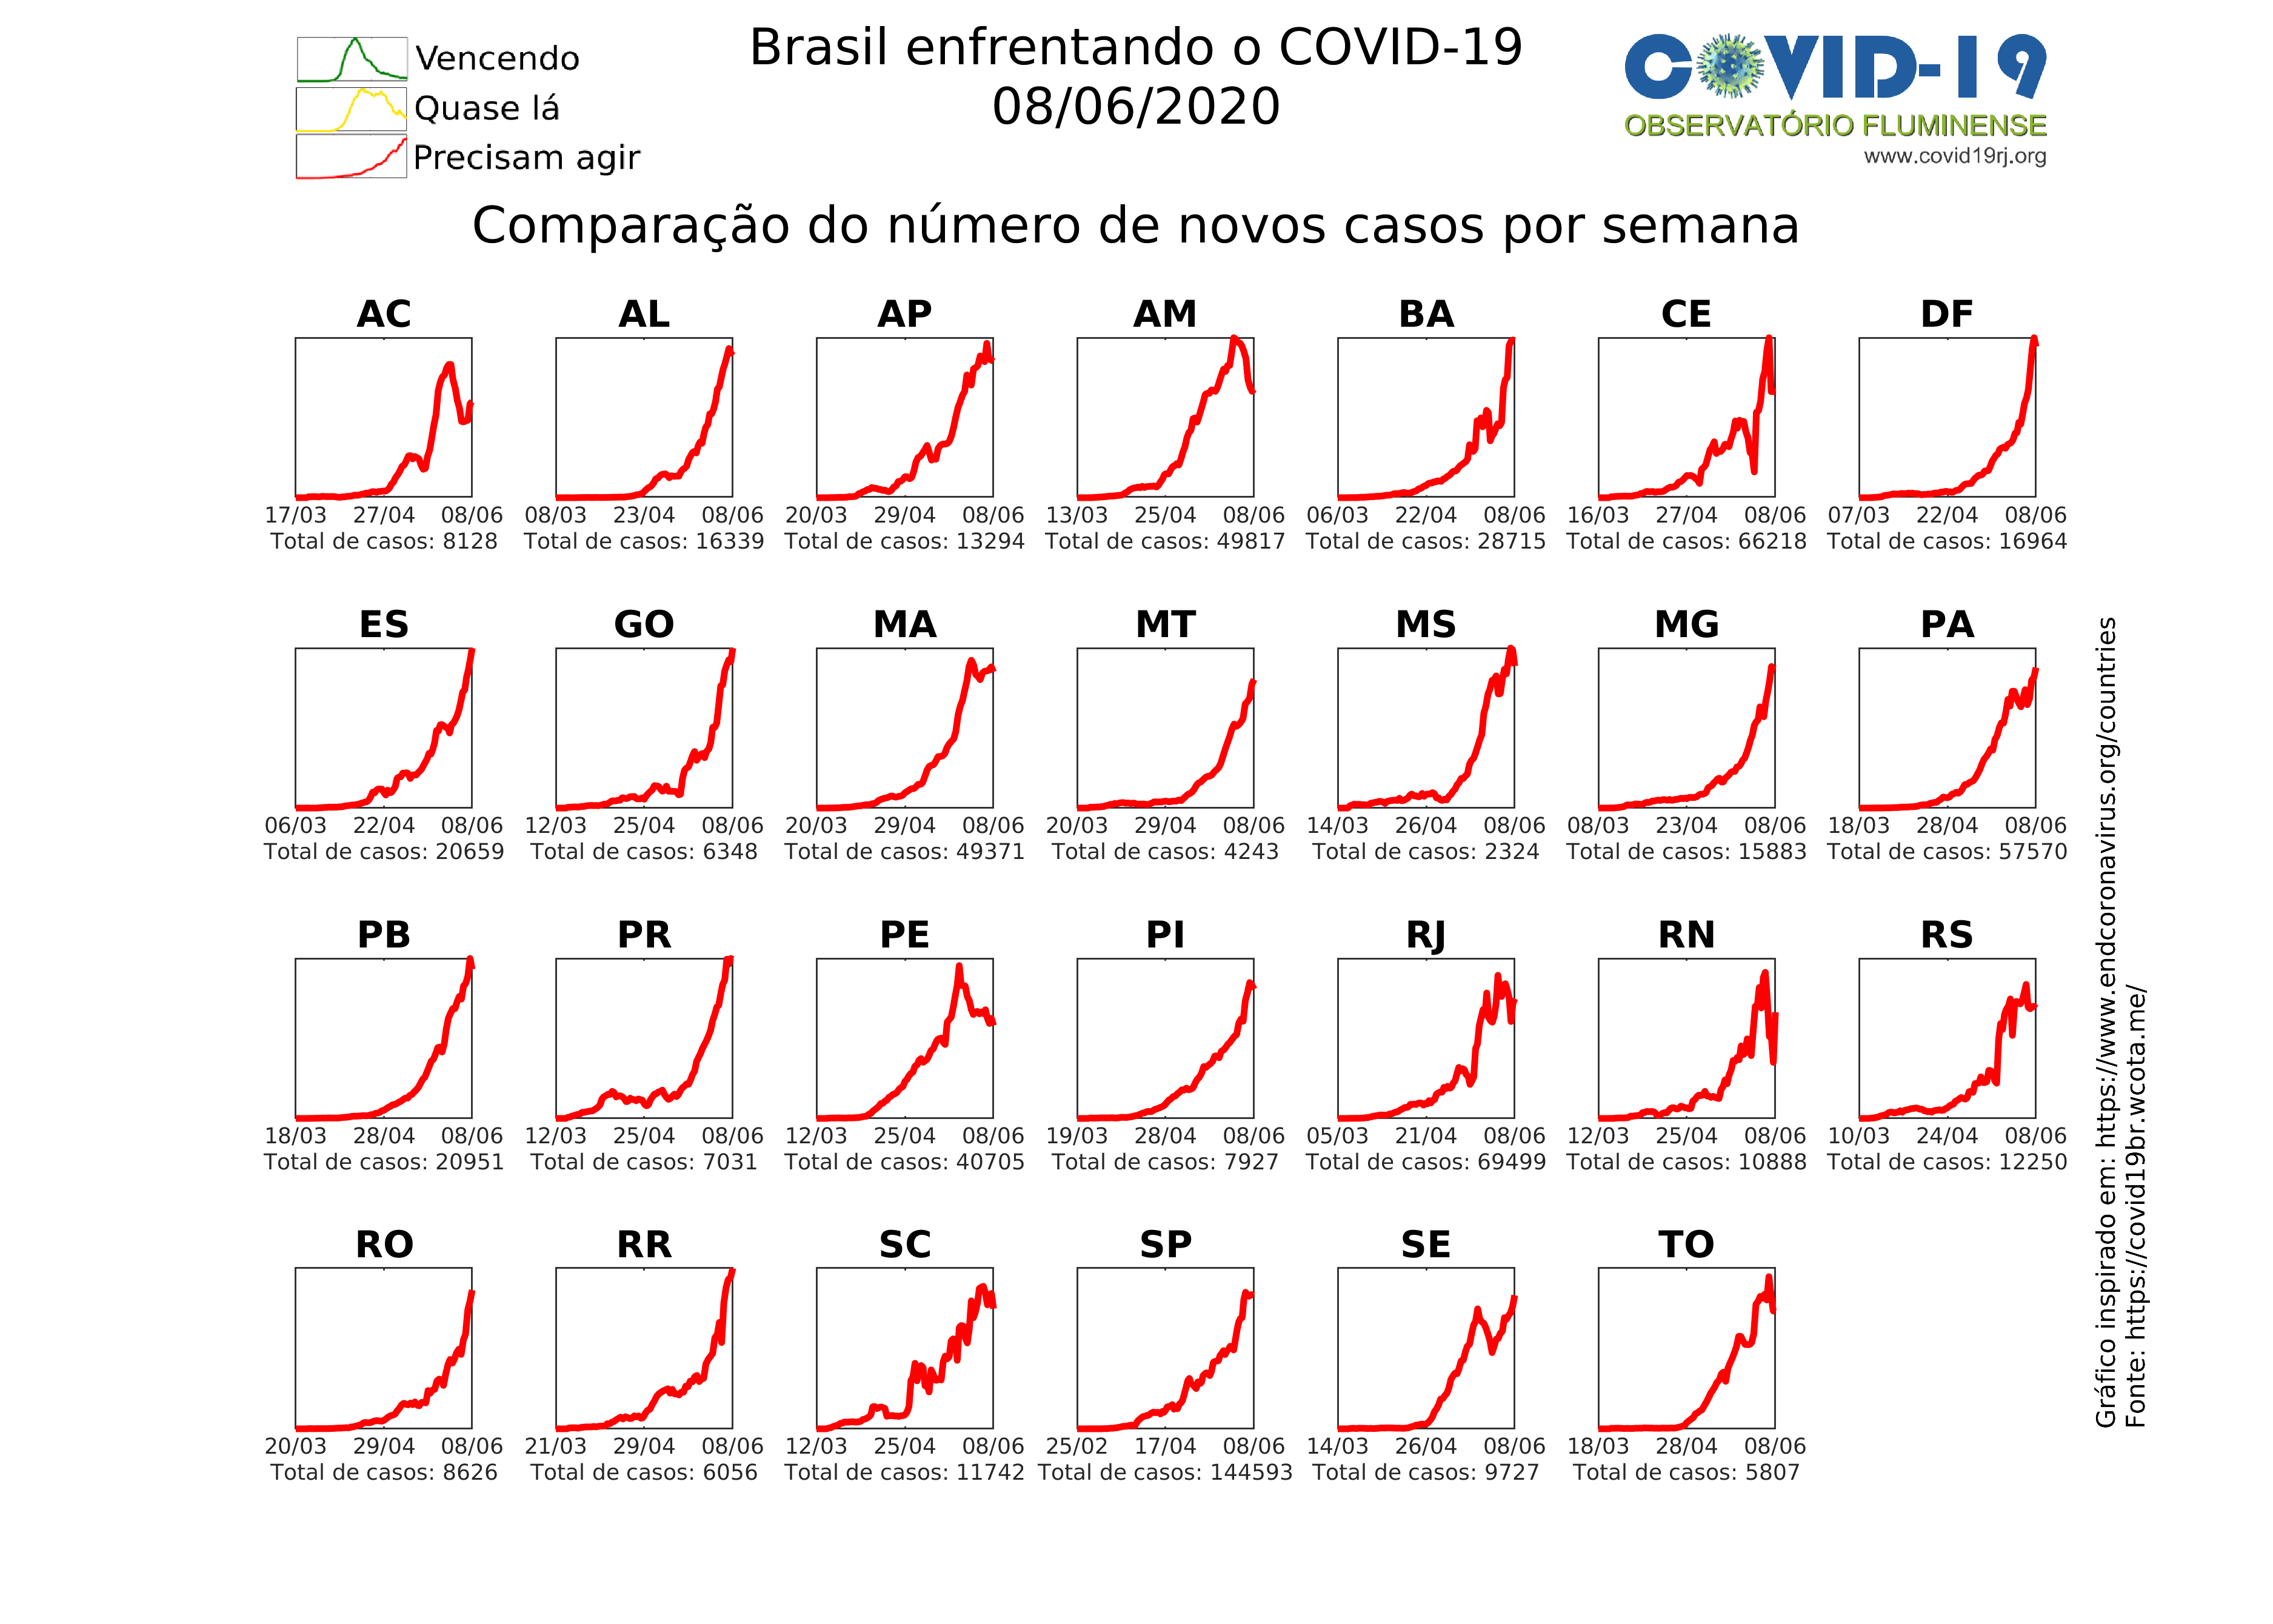 Vencendo
Quase lá
Precisam agir
Brasil enfrentando o COVID-19
08/06/2020
COVID-19
OBSERVATÓRIO FLUMINENSE
www.covid19rj.org
Comparação do número de novos casos por semana
AC AL AP AM BA CE DF
17/03 27/04 08/06 08/03 23/04 08/06 20/03 29/04 08/06 13/03 25/04 08/06 06/03 22/04 08/06 16/03 27/04 08/06 07/03 22/04 08/06
Total de casos: 8128 Total de casos: 16339 Total de casos: 13294 Total de casos: 49817 Total de casos: 28715 Total de casos: 66218 Total de casos: 16964
ES GO MA MT MS MG PA
06/03 22/04 08/06 12/03 25/04 08/06 20/03 29/04 08/06 20/03 29/04 08/06 14/03 26/04 08/06 08/03 23/04 08/06 18/03 28/04 08/06
Total de casos: 20659 Total de casos: 6348 Total de casos: 49371 Total de casos: 4243 Total de casos: 2324 Total de casos: 15883 Total de casos: 57570
PB PR PE PI RJ RN RS
18/03 28/04 08/06 12/03 25/04 08/06 12/03 25/04 08/06 19/03 28/04 08/06 05/03 21/04 08/06 12/03 25/04 08/06 10/03 24/04 08/06
Total de casos: 20951 Total de casos: 7031 Total de casos: 40705 Total de casos: 7927 Total de casos: 69499 Total de casos: 10888 Total de casos: 12250
RO RR SC SP SE TO
20/03 29/04 08/06 21/03 29/04 08/06 12/03 25/04 08/06 25/02 17/04 08/06 14/03 26/04 08/06 18/03 28/04 08/06
Total de casos: 8626 Total de casos: 6056 Total de casos: 11742 Total de casos: 144593 Total de casos: 9727 Total de casos: 5807
Gráfico inspirado em: https://www.endcoronavirus.org/countries
Fonte: https://covid19br.wcota.me/